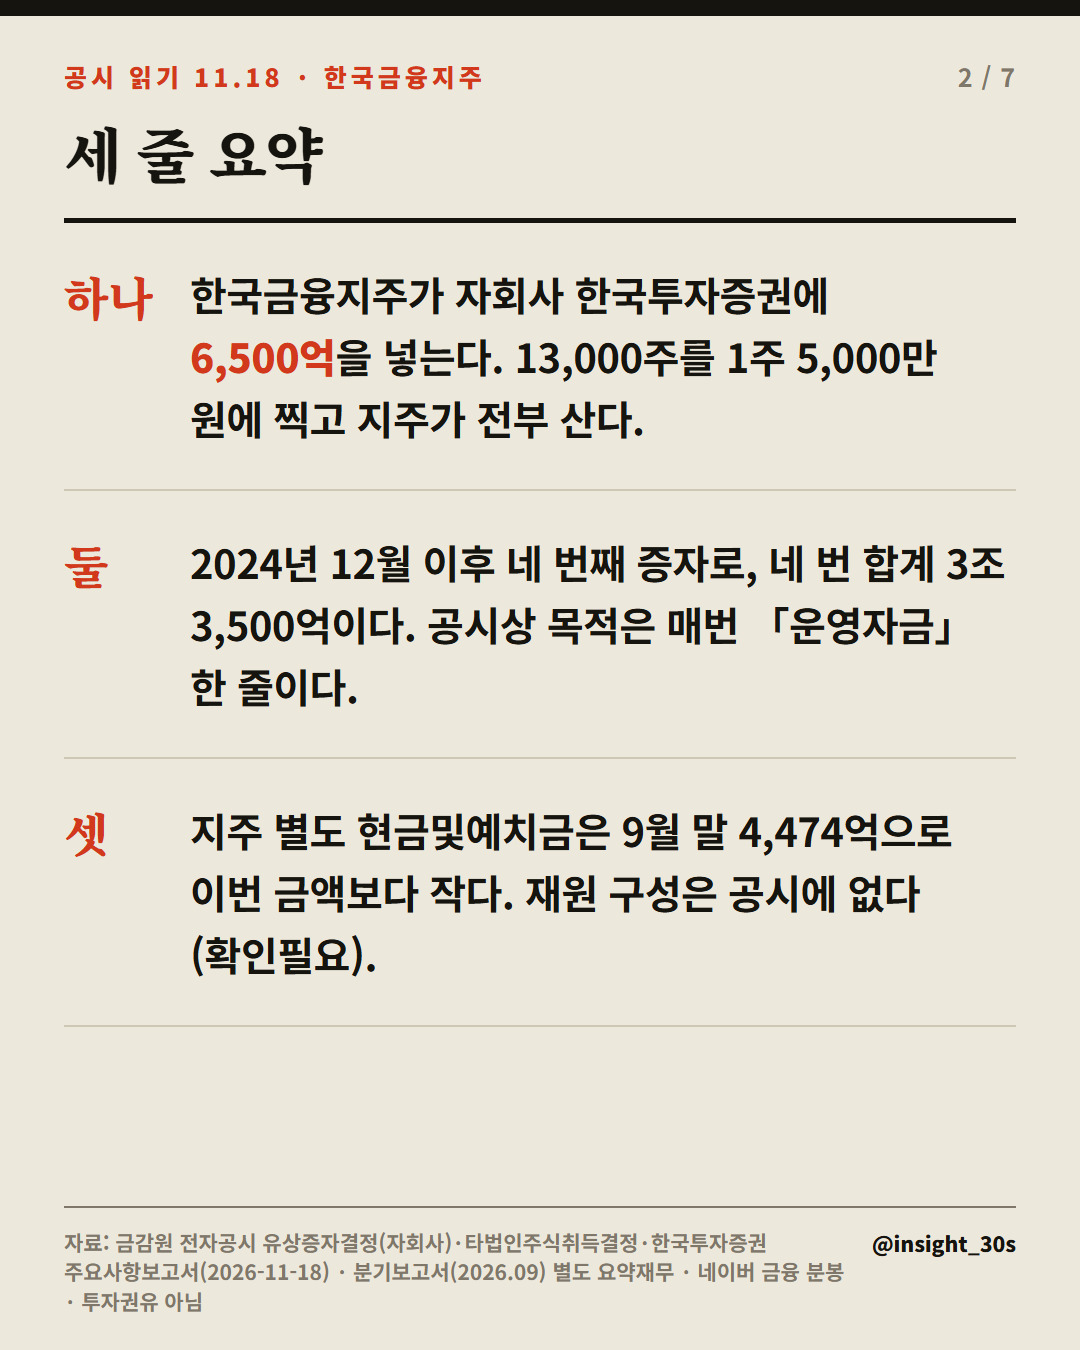 공시 읽기 11.18 · 한국금융지주
2 / 7
세 줄 요약
하나
한국금융지주가 자회사 한국투자증권에
6,500억을 넣는다. 13,000주를 1주 5,000만
원에 찍고 지주가 전부 산다.
둘
2024년 12월 이후 네 번째 증자로, 네 번 합계 3조
3,500억이다. 공시상 목적은 매번 「운영자금」
한 줄이다.
셋
지주 별도 현금및예치금은 9월 말 4,474억으로
이번 금액보다 작다. 재원 구성은 공시에 없다
(확인필요).
자료: 금감원 전자공시 유상증자결정(자회사)·타법인주식취득결정·한국투자증권
주요사항보고서(2026-11-18) · 분기보고서(2026.09) 별도 요약재무 · 네이버 금융 분봉
· 투자권유 아님
@insight_30s